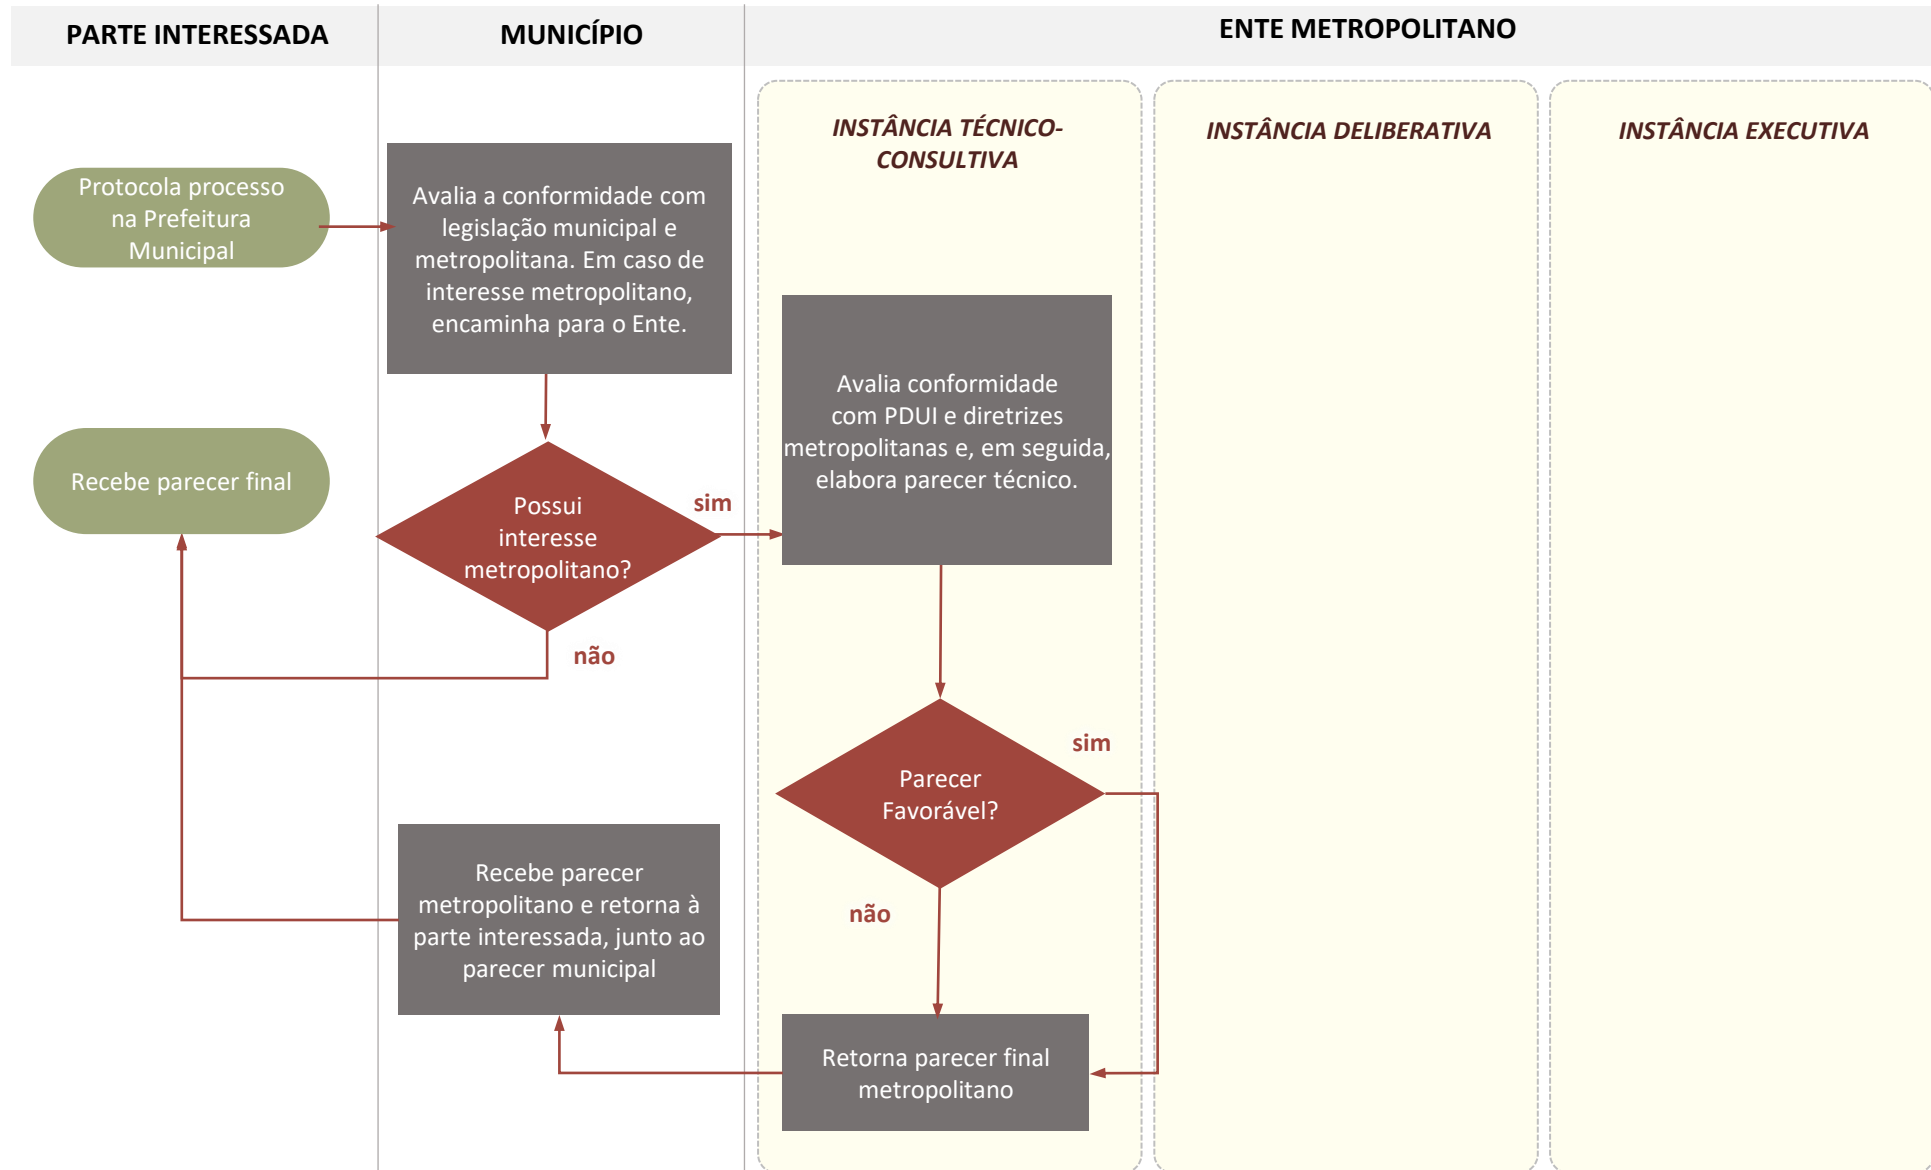 PARTE INTERESSADA
MUNICÍPIO
ENTE METROPOLITANO
INSTÂNCIA TÉCNICO-
CONSULTIVA
INSTÂNCIA DELIBERATIVA
INSTÂNCIA EXECUTIVA
Protocola processo
na Prefeitura
Municipal
Avalia a conformidade com
legislação municipal e
metropolitana. Em caso de
interesse metropolitano,
encaminha para o Ente.
Recebe parecer final
Possui
interesse
metropolitano?
sim
não
Avalia conformidade
com PDUI e diretrizes
metropolitanas e, em seguida,
elabora parecer técnico.
Parecer
Favorável?
sim
não
Recebe parecer
metropolitano e retorna à
parte interessada, junto ao
parecer municipal
Retorna parecer final
metropolitano